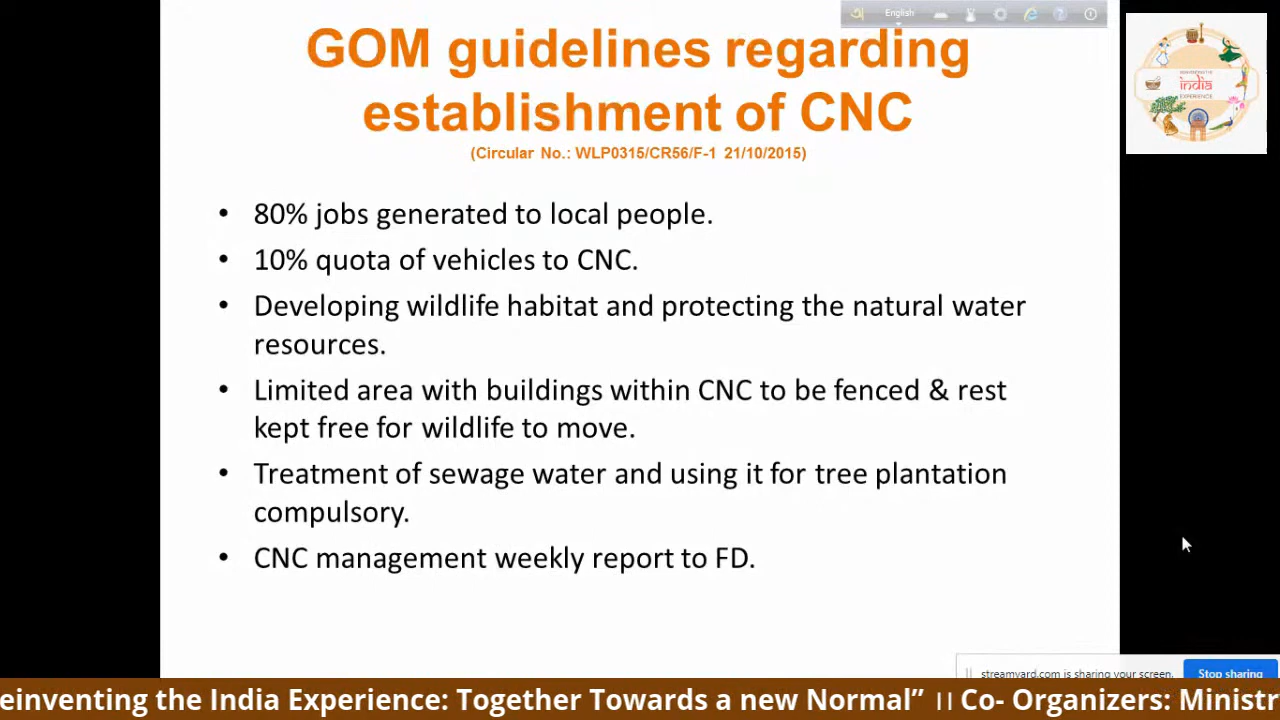 English
GOM guidelines regarding
establishment of CNC
(Circular No.: WLP0315/CR56/F-1 21/10/2015)
india
EXPERIENCE
• 80% jobs generated to local people.
• 10% quota of vehicles to CNC.
• Developing wildlife habitat and protecting the natural water
resources.
• Limited area with buildings within CNC to be fenced & rest
kept free for wildlife to move.
• Treatment of sewage water and using it for tree plantation
compulsory.
• CNC management weekly report to FD.
streamyard.com is sharing your screen.
Stop sharing
einventing the India Experience: Together Towards a new Normal” || Co- Organizers: Ministr